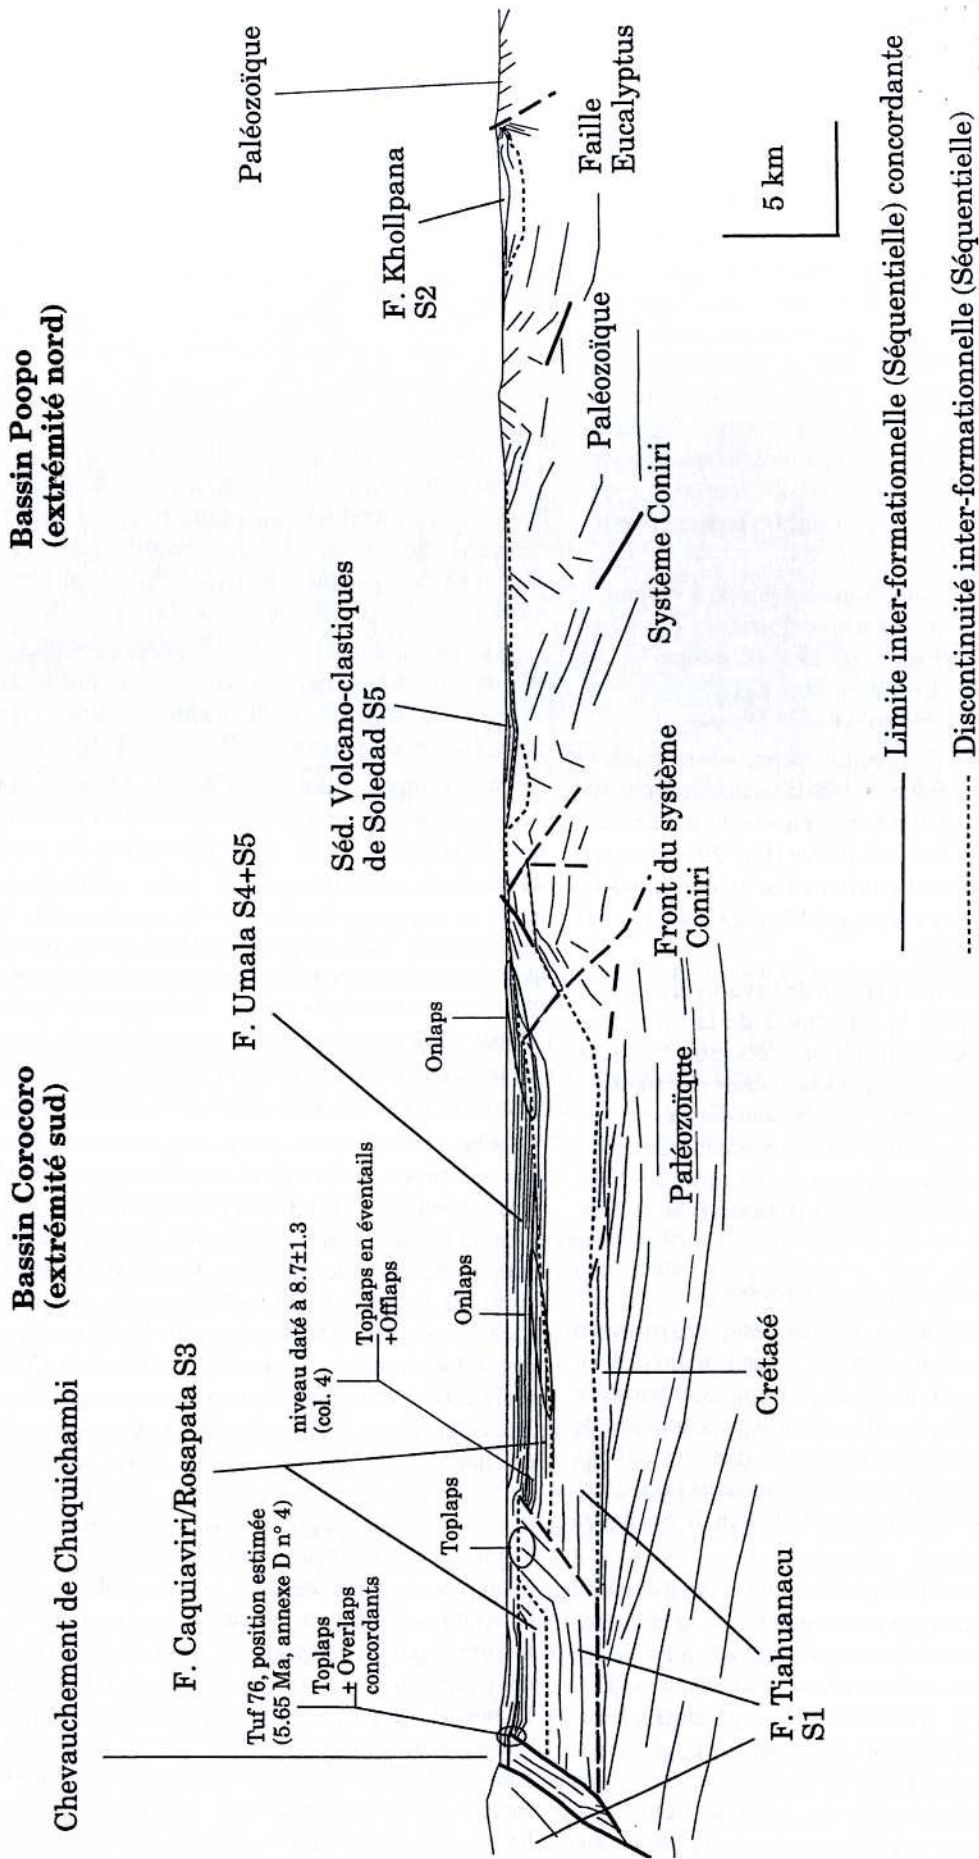 Bassin Corocoro
(extrémité sud)
Bassin Poopo
(extrémité nord)
Chevauchement de Chuquichambi
F. Caquiaviri/Rosapata S3
Tuf 76, position estimée
(5.65 Ma, annexe D n° 4)
Toplaps
± Overlaps
concordants
Toplaps
niveau daté à 8.7±1.3
(col. 4)
Toplaps en éventails
+Offlaps
Onlaps
Onlaps
F. Umala S4+S5
Séd. Volcano-clastiques
de Soledad S5
F. Khollpana
S2
Paléozoïque
F. Tiahuanacu
S1
Crétaé
Paléozoïque
Front du système
Coniri
Système Coniri
Paléozoïque
Faille
Eucalyptus
5 km
Limite inter-formationnelle (Séquentielle) concordante
Discontinuité inter-formationnelle (Séquentielle)